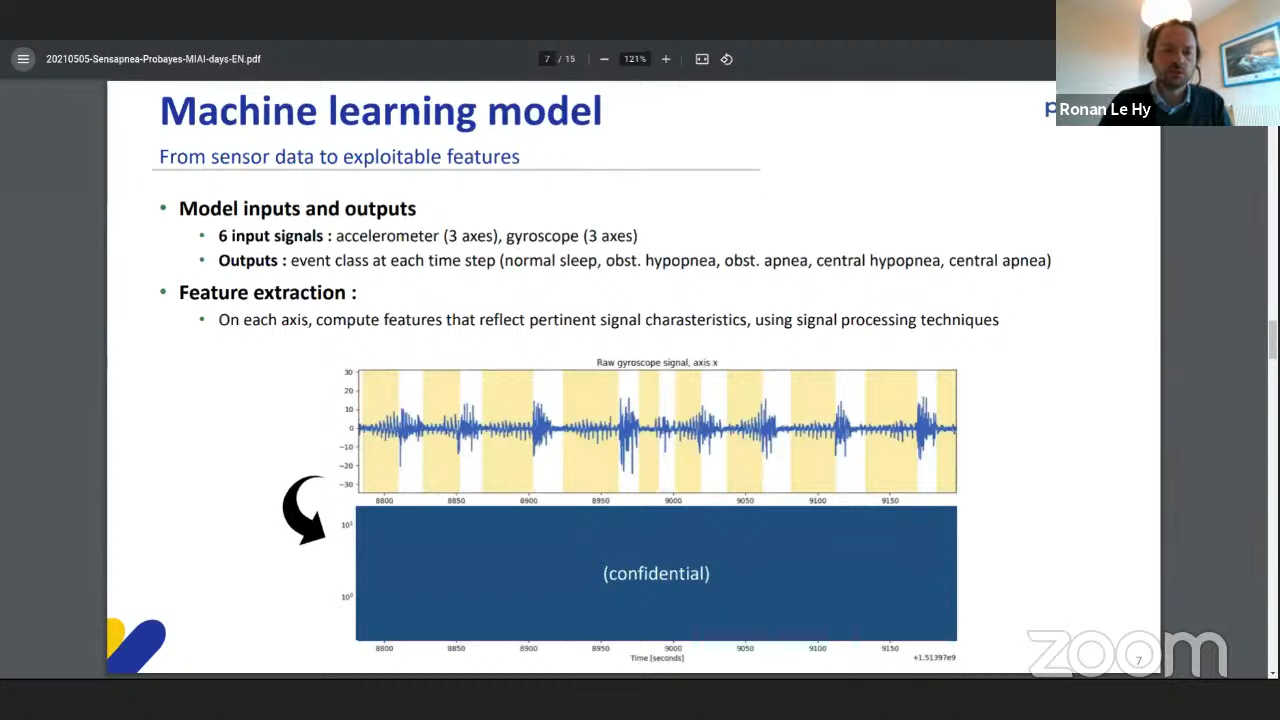 20210505-Sensapnea-Probayes-MIAI-days-EN.pdf
7 / 15
121%
Ronan Le Hy
Machine learning model
From sensor data to exploitable features
• Model inputs and outputs
• 6 input signals : accelerometer (3 axes), gyroscope (3 axes)
• Outputs : event class at each time step (normal sleep, obst. hypopnea, obst. apnea, central hypopnea, central apnea)
• Feature extraction :
• On each axis, compute features that reflect pertinent signal charasteristics, using signal processing techniques
Raw gyroscope signal, axis x
30
20
10
0
−10
−20
−30
8800 8850 8900 8950 9000 9050 9100 9150
10¹
(confidential)
10⁰
8800 8850 8900 8950 9000 9050 9100 9150
Time [seconds]
+1.51397e9
zoom
7